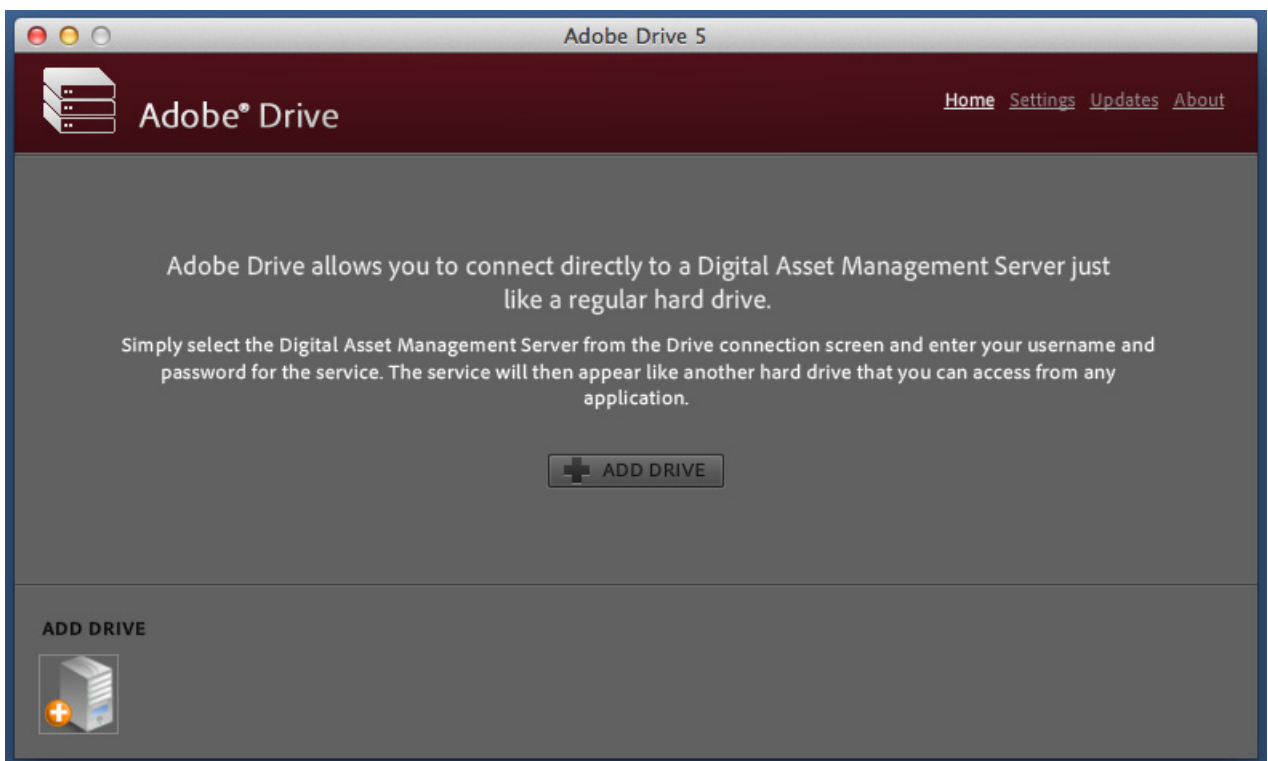 Adobe Drive 5
Adobe® Drive
Home Settings Updates About
Adobe Drive allows you to connect directly to a Digital Asset Management Server just
like a regular hard drive.
Simply select the Digital Asset Management Server from the Drive connection screen and enter your username and
password for the service. The service will then appear like another hard drive that you can access from any
application.
ADD DRIVE
ADD DRIVE